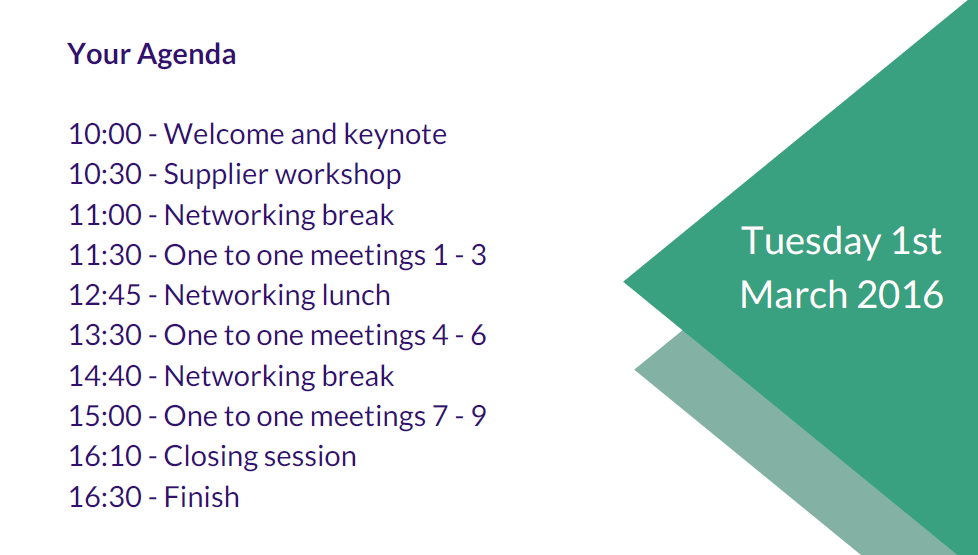 Your Agenda
10:00 - Welcome and keynote
10:30 - Supplier workshop
11:00 - Networking break
11:30 - One to one meetings 1 - 3
12:45 - Networking lunch
13:30 - One to one meetings 4 - 6
14:40 - Networking break
15:00 - One to one meetings 7 - 9
16:10 - Closing session
16:30 - Finish
Tuesday 1st
March 2016